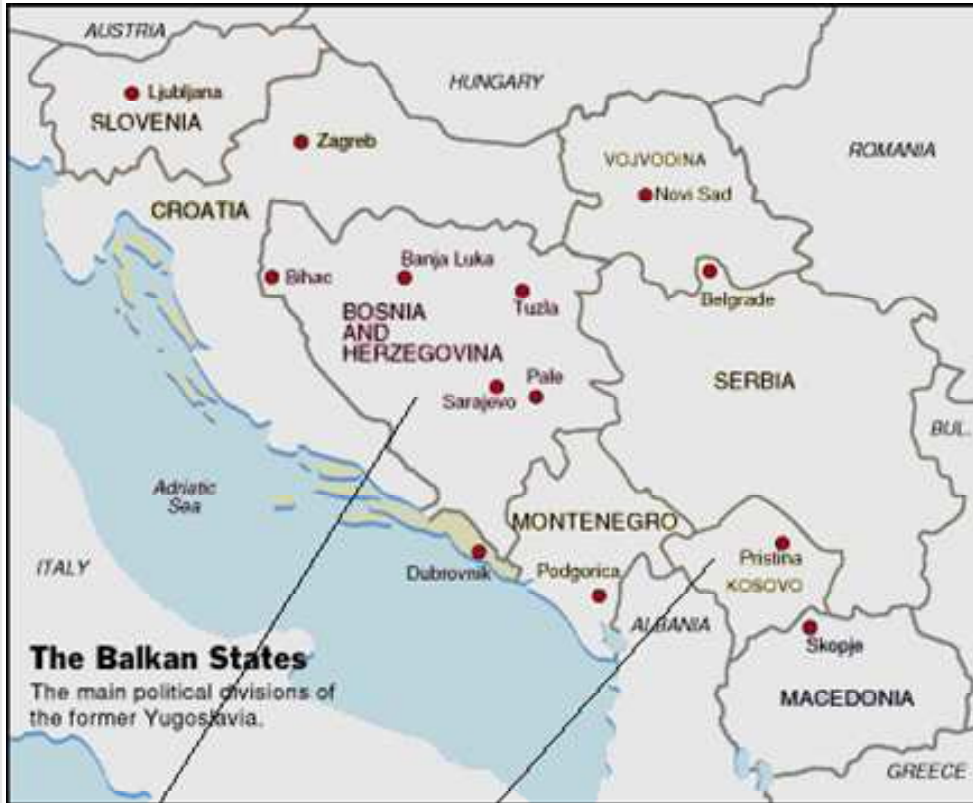 AUSTRIA
HUNGARY
Ljubljana
SLOVENIA
Zagreb
VOJVODINA
ROMANIA
Novi Sad
CROATIA
Banja Luka
Bihac
Tuzla
Belgrade
BOSNIA
AND
HERZEGOVINA
Pale
SERBIA
Sarajevo
BUL.
Adriatic
Sea
MONTENEGRO
Pristina
ITALY
Dubrovnik
Podgorica
KOSOVO
ALBANIA
Skopje
The Balkan States
The main political divisions of
the former Yugoslavia.
MACEDONIA
GREECE